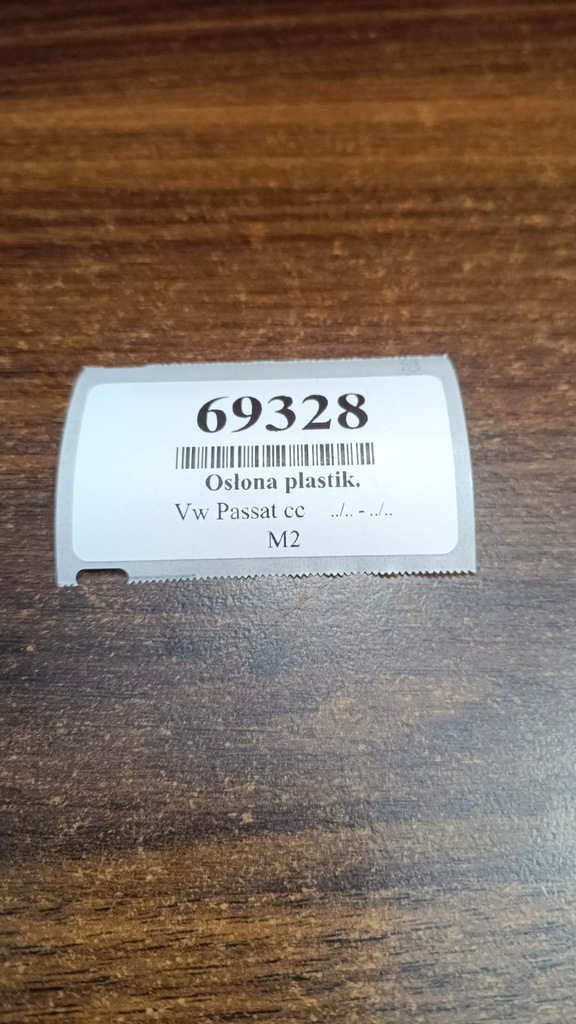 69328
Osłona plastik.
Vw Passat cc ../.. - ../..
M2